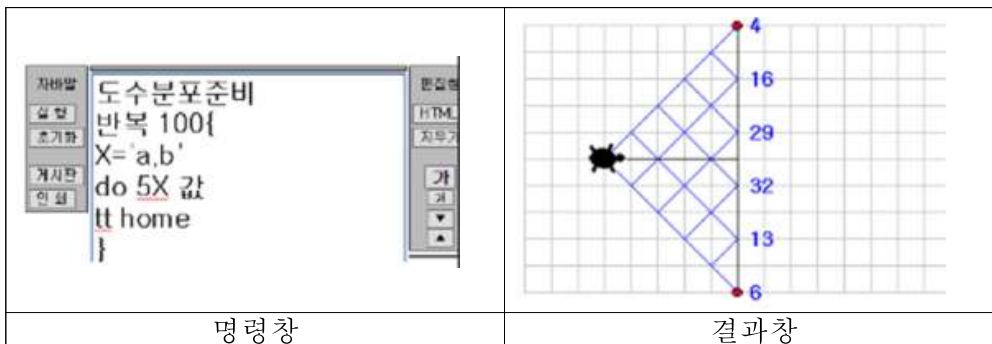 자바말
실행
초기화
게시판
인쇄
도수분포준비
반복 100{
X='a,b'
do 5X 값
tt home
}
편집창
HTML
지우기
가
가
▼
▲
4
16
29
32
13
6
명령창
결과창